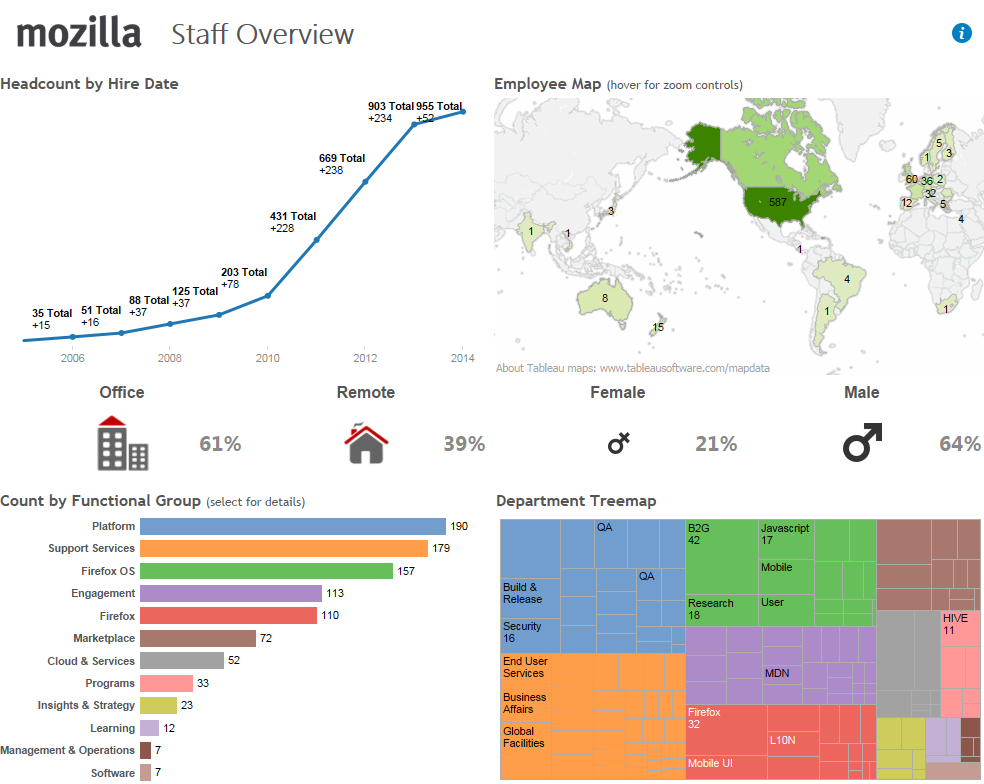 mozilla Staff Overview
i
Headcount by Hire Date
Employee Map (hover for zoom controls)
35 Total
+15
51 Total
+16
88 Total
+37
125 Total
+37
203 Total
+78
431 Total
+228
669 Total
+238
903 Total
+234
955 Total
+52
2006
2008
2010
2012
2014
1
1
3
8
15
587
1
4
1
60
36
2
1
5
3
32
12
5
4
1
About Tableau maps: www.tableausoftware.com/mapdata
Office
61%
Remote
39%
Female
21%
Male
64%
Count by Functional Group (select for details)
Platform 190
Support Services 179
Firefox OS 157
Engagement 113
Firefox 110
Marketplace 72
Cloud & Services 52
Programs 33
Insights & Strategy 23
Learning 12
Management & Operations 7
Software 7
Department Treemap
QA
QA
Build &
Release
Security
16
End User
Services
Business
Affairs
Global
Facilities
B2G
42
Javascript
17
Mobile
Research
18
User
MDN
Firefox
32
L10N
Mobile UI
HIVE
11